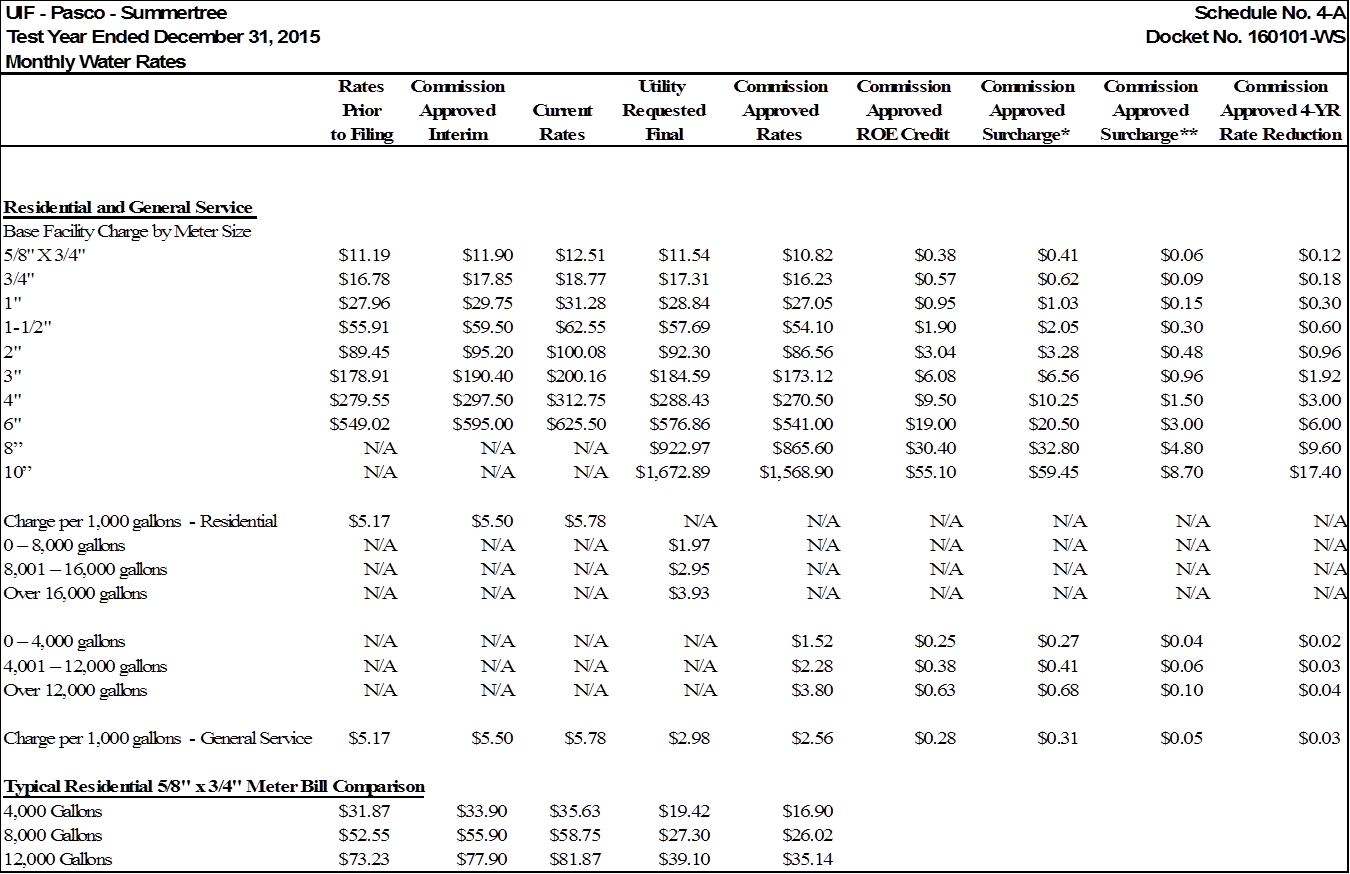 UIF - Pasco - Summertree Schedule No. 4-A
Test Year Ended December 31, 2015 Docket No. 160101-WS
Monthly Water Rates
Rates Commission Utility Commission Commission Commission Commission Commission
Prior Approved Current Requested Approved Approved Approved Approved Approved 4-YR
to Filing Interim Rates Final Rates ROE Credit Surcharge* Surcharge** Rate Reduction
Residential and General Service
Base Facility Charge by Meter Size
5/8" X 3/4" $11.19 $11.90 $12.51 $11.54 $10.82 $0.38 $0.41 $0.06 $0.12
3/4" $16.78 $17.85 $18.77 $17.31 $16.23 $0.57 $0.62 $0.09 $0.18
1" $27.96 $29.75 $31.28 $28.84 $27.05 $0.95 $1.03 $0.15 $0.30
1-1/2" $55.91 $59.50 $62.55 $57.69 $54.10 $1.90 $2.05 $0.30 $0.60
2" $89.45 $95.20 $100.08 $92.30 $86.56 $3.04 $3.28 $0.48 $0.96
3" $178.91 $190.40 $200.16 $184.59 $173.12 $6.08 $6.56 $0.96 $1.92
4" $279.55 $297.50 $312.75 $288.43 $270.50 $9.50 $10.25 $1.50 $3.00
6" $549.02 $595.00 $625.50 $576.86 $541.00 $19.00 $20.50 $3.00 $6.00
8” N/A N/A N/A $922.97 $865.60 $30.40 $32.80 $4.80 $9.60
10” N/A N/A N/A $1,672.89 $1,568.90 $55.10 $59.45 $8.70 $17.40
Charge per 1,000 gallons - Residential $5.17 $5.50 $5.78 N/A N/A N/A N/A N/A N/A
0 – 8,000 gallons N/A N/A N/A $1.97 N/A N/A N/A N/A N/A
8,001 – 16,000 gallons N/A N/A N/A $2.95 N/A N/A N/A N/A N/A
Over 16,000 gallons N/A N/A N/A $3.93 N/A N/A N/A N/A N/A
0 – 4,000 gallons N/A N/A N/A N/A $1.52 $0.25 $0.27 $0.04 $0.02
4,001 – 12,000 gallons N/A N/A N/A N/A $2.28 $0.38 $0.41 $0.06 $0.03
Over 12,000 gallons N/A N/A N/A N/A $3.80 $0.63 $0.68 $0.10 $0.04
Charge per 1,000 gallons - General Service $5.17 $5.50 $5.78 $2.98 $2.56 $0.28 $0.31 $0.05 $0.03
Typical Residential 5/8" x 3/4" Meter Bill Comparison
4,000 Gallons $31.87 $33.90 $35.63 $19.42 $16.90
8,000 Gallons $52.55 $55.90 $58.75 $27.30 $26.02
12,000 Gallons $73.23 $77.90 $81.87 $39.10 $35.14